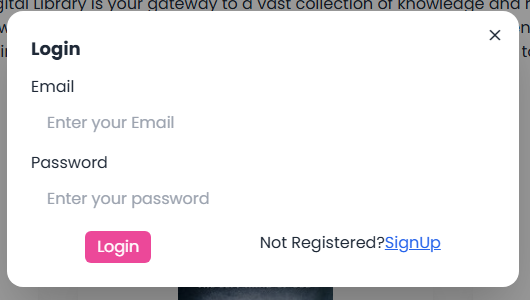 gital Library is your gateway to a vast collection of knowledge and
✕
Login
Email
Enter your Email
Password
Enter your password
Login
Not Registered?SignUp